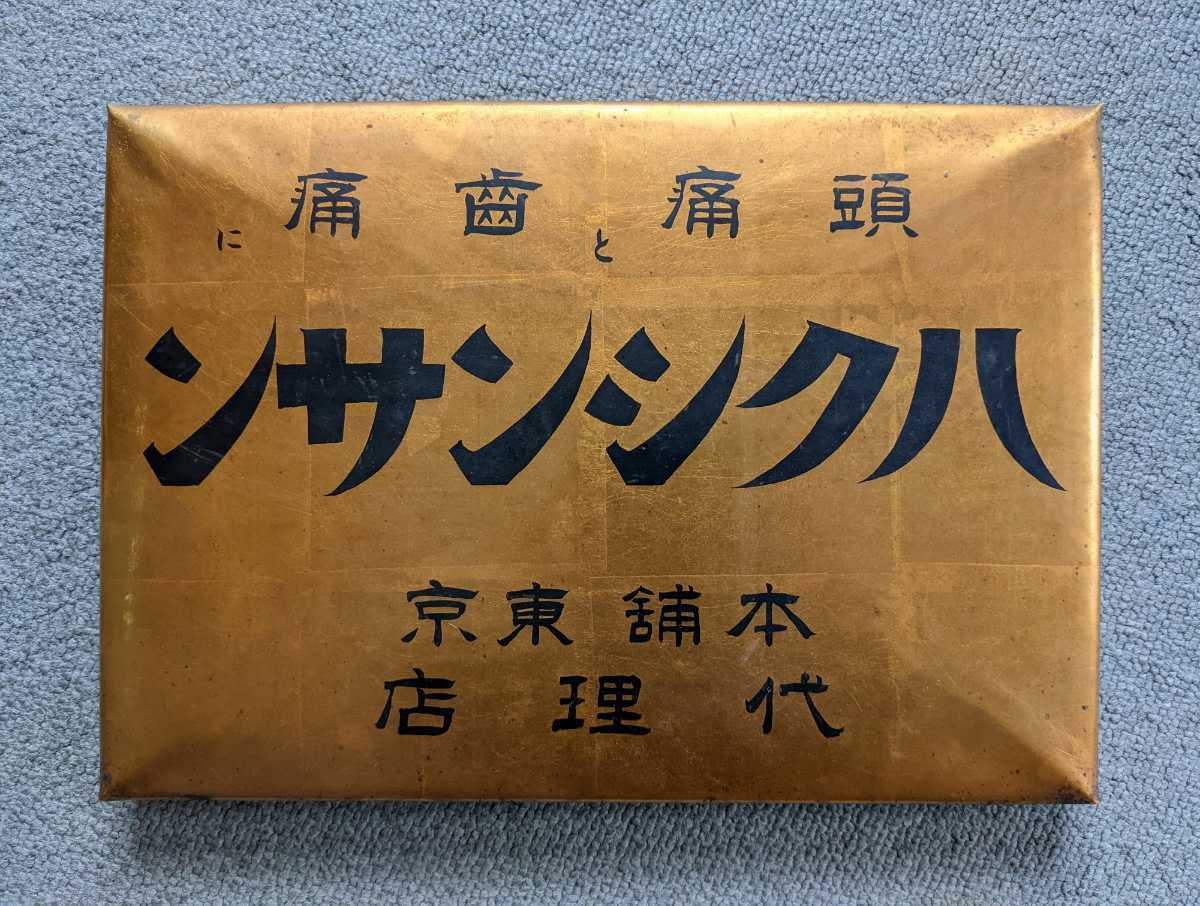 頭痛と歯痛に
ハクシンサン
本舗東京
代理店